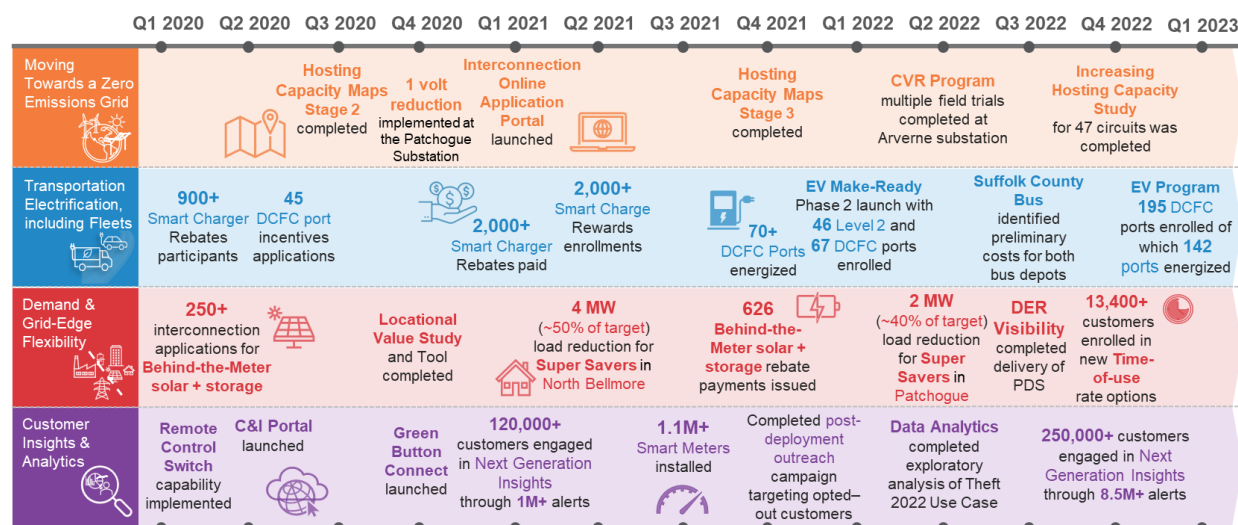 Q1 2020 Q2 2020 Q3 2020 Q4 2020 Q1 2021 Q2 2021 Q3 2021 Q4 2021 Q1 2022 Q2 2022 Q3 2022 Q4 2022 Q1 2023
Moving
Towards a Zero
Emissions Grid
Hosting
Capacity Maps
Stage 2
completed
1 volt
reduction
implemented at
the Patchogue
Substation
Interconnection
Online
Application
Portal
launched
Hosting
Capacity Maps
Stage 3
completed
CVR Program
multiple field trials
completed at
Arverne substation
Increasing
Hosting Capacity
Study
for 47 circuits was
completed
Transportation
Electrification,
including Fleets
900+
Smart Charger
Rebates
participants
45
DCFC port
incentives
applications
2,000+
Smart Charger
Rebates paid
2,000+
Smart Charge
Rewards
enrollments
70+
DCFC Ports
energized
EV Make-Ready
Phase 2 launch with
46 Level 2 and
67 DCFC ports
enrolled
Suffolk County
Bus
identified
preliminary
costs for both
bus depots
EV Program
195 DCFC
ports enrolled of
which 142
ports energized
Demand &
Grid-Edge
Flexibility
250+
interconnection
applications for
Behind-the-Meter
solar + storage
Locational
Value Study
and Tool
completed
4 MW
(~50% of target)
load reduction for
Super Savers in
North Bellmore
626
Behind-the-
Meter solar +
storage rebate
payments issued
2 MW
(~40% of target)
load reduction
for Super
Savers in
Patchogue
DER
Visibility
completed
delivery of
PDS
13,400+
customers
enrolled in
new Time-
of-use
rate options
Customer
Insights &
Analytics
Remote
Control
Switch
capability
implemented
C&I Portal
launched
Green
Button
Connect
launched
120,000+
customers engaged
in Next Generation
Insights
through 1M+ alerts
1.1M+
Smart Meters
installed
Completed post-
deployment
outreach
campaign
targeting opted–
out customers
Data Analytics
completed
exploratory
analysis of Theft
2022 Use Case
250,000+ customers
engaged in Next
Generation Insights
through 8.5M+ alerts